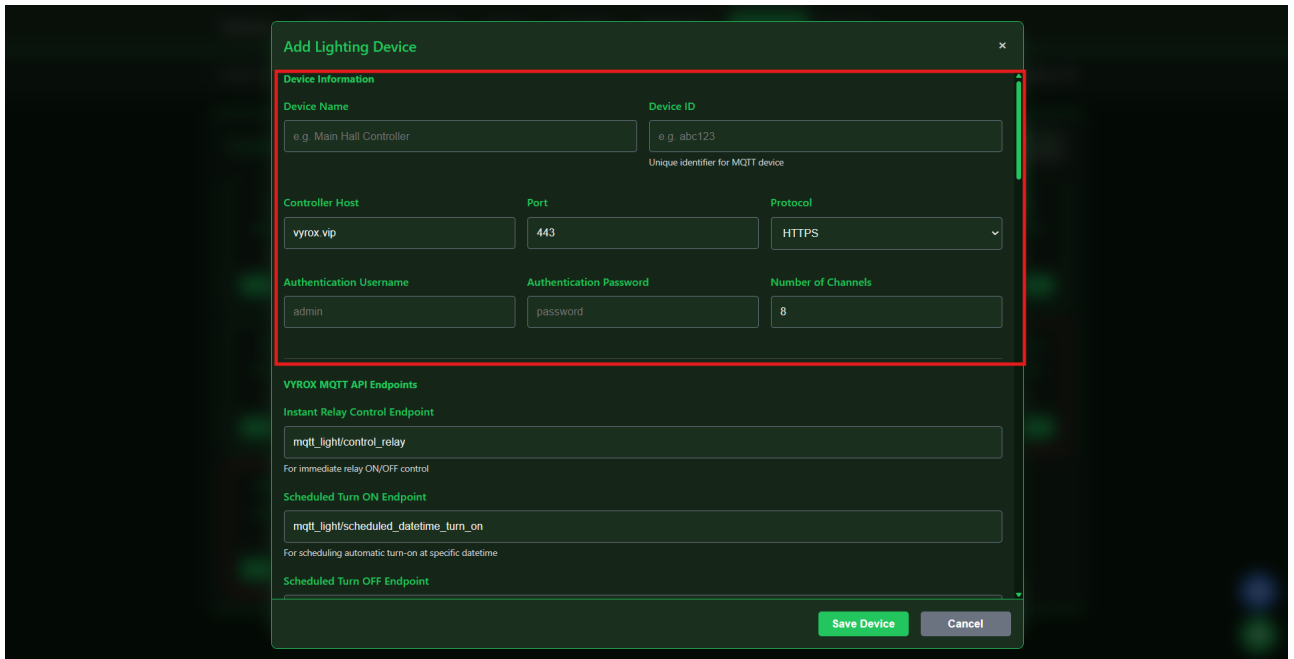 Add Lighting Device
×
Device Information
Device Name Device ID
e.g. Main Hall Controller e.g. abc123
Unique identifier for MQTT device
Controller Host Port Protocol
vyrox.vip 443 HTTPS
Authentication Username Authentication Password Number of Channels
admin password 8
VYROX MQTT API Endpoints
Instant Relay Control Endpoint
mqtt_light/control_relay
For immediate relay ON/OFF control
Scheduled Turn ON Endpoint
mqtt_light/scheduled_datetime_turn_on
For scheduling automatic turn-on at specific datetime
Scheduled Turn OFF Endpoint
Save Device Cancel